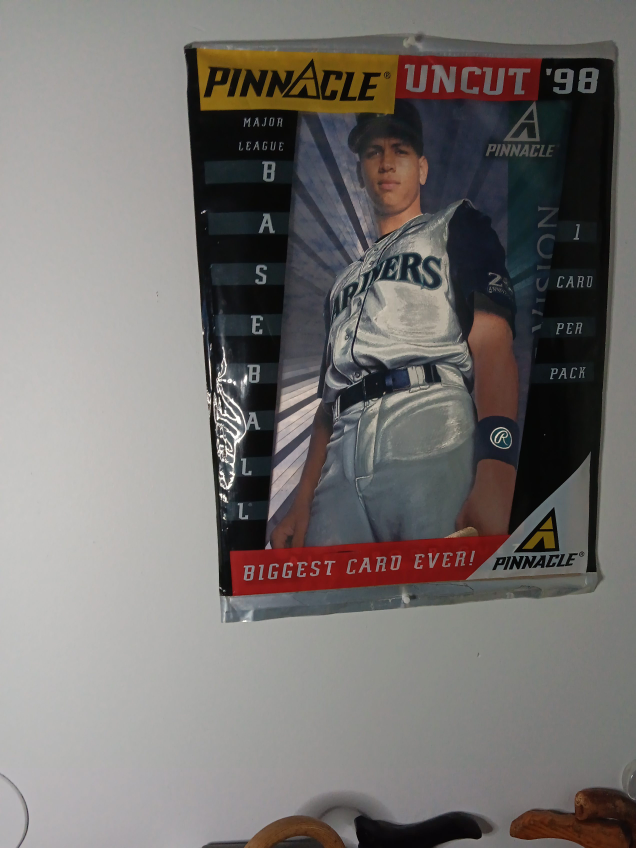 PINNACLE® UNCUT '98
MAJOR
LEAGUE
B
A
S
E
B
A
L
L
PINNACLE
VISION
MARINERS
1
CARD
PER
PACK
R
BIGGEST CARD EVER!
PINNACLE®